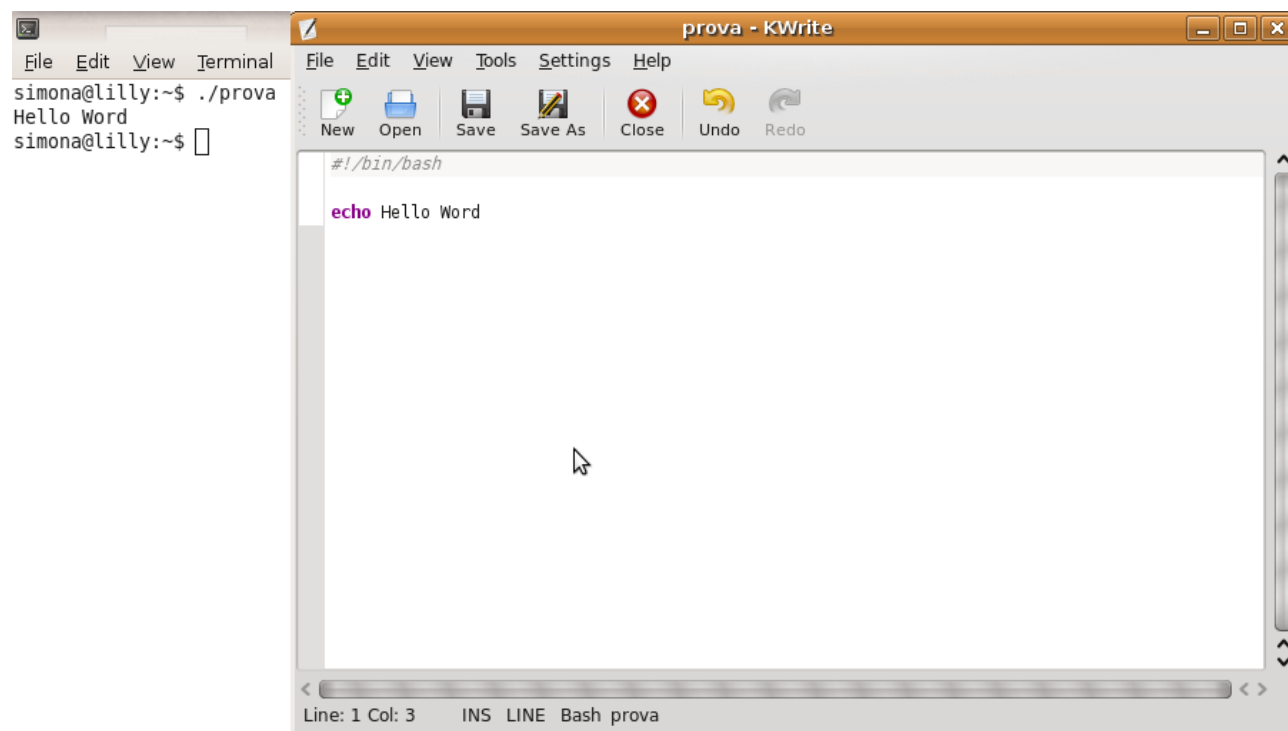 File Edit View Terminal
simona@lilly:~$ ./prova
Hello Word
simona@lilly:~$
prova - KWrite
File Edit View Tools Settings Help
New Open Save Save As Close Undo Redo
#!/bin/bash
echo Hello Word
Line: 1 Col: 3 INS LINE Bash prova